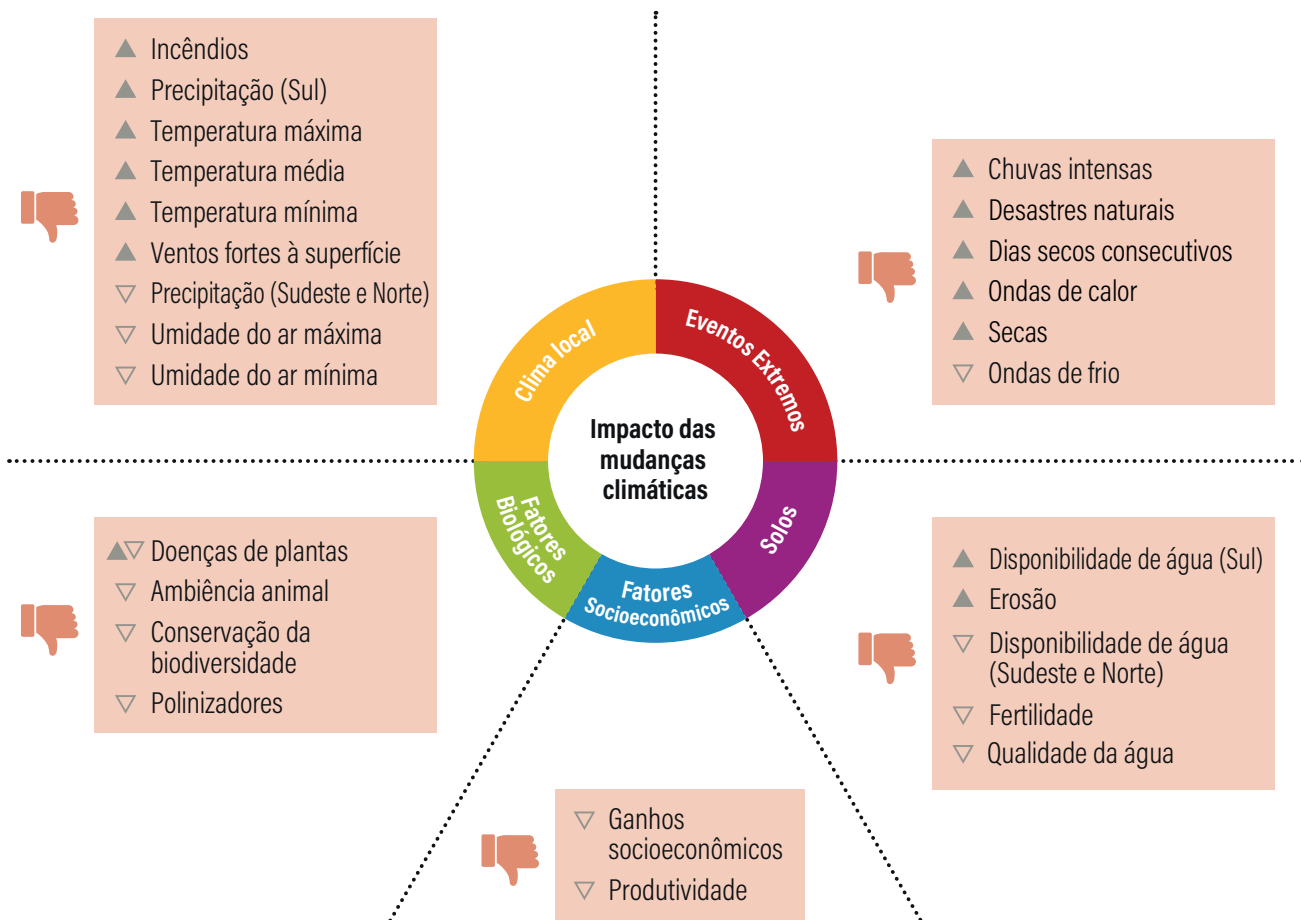 ▲ Incêndios
▲ Precipitação (Sul)
▲ Temperatura máxima
▲ Temperatura média
▲ Temperatura mínima
▲ Ventos fortes à superfície
▽ Precipitação (Sudeste e Norte)
▽ Umidade do ar máxima
▽ Umidade do ar mínima
▲ Chuvas intensas
▲ Desastres naturais
▲ Dias secos consecutivos
▲ Ondas de calor
▲ Secas
▽ Ondas de frio
Clima local
Eventos Extremos
Impacto das
mudanças
climáticas
Fatores
Biológicos
Fatores
Socioeconômicos
Solos
▲▽ Doenças de plantas
▽ Ambiência animal
▽ Conservação da
biodiversidade
▽ Polinizadores
▲ Disponibilidade de água (Sul)
▲ Erosão
▽ Disponibilidade de água
(Sudeste e Norte)
▽ Fertilidade
▽ Qualidade da água
▽ Ganhos
socioeconômicos
▽ Produtividade